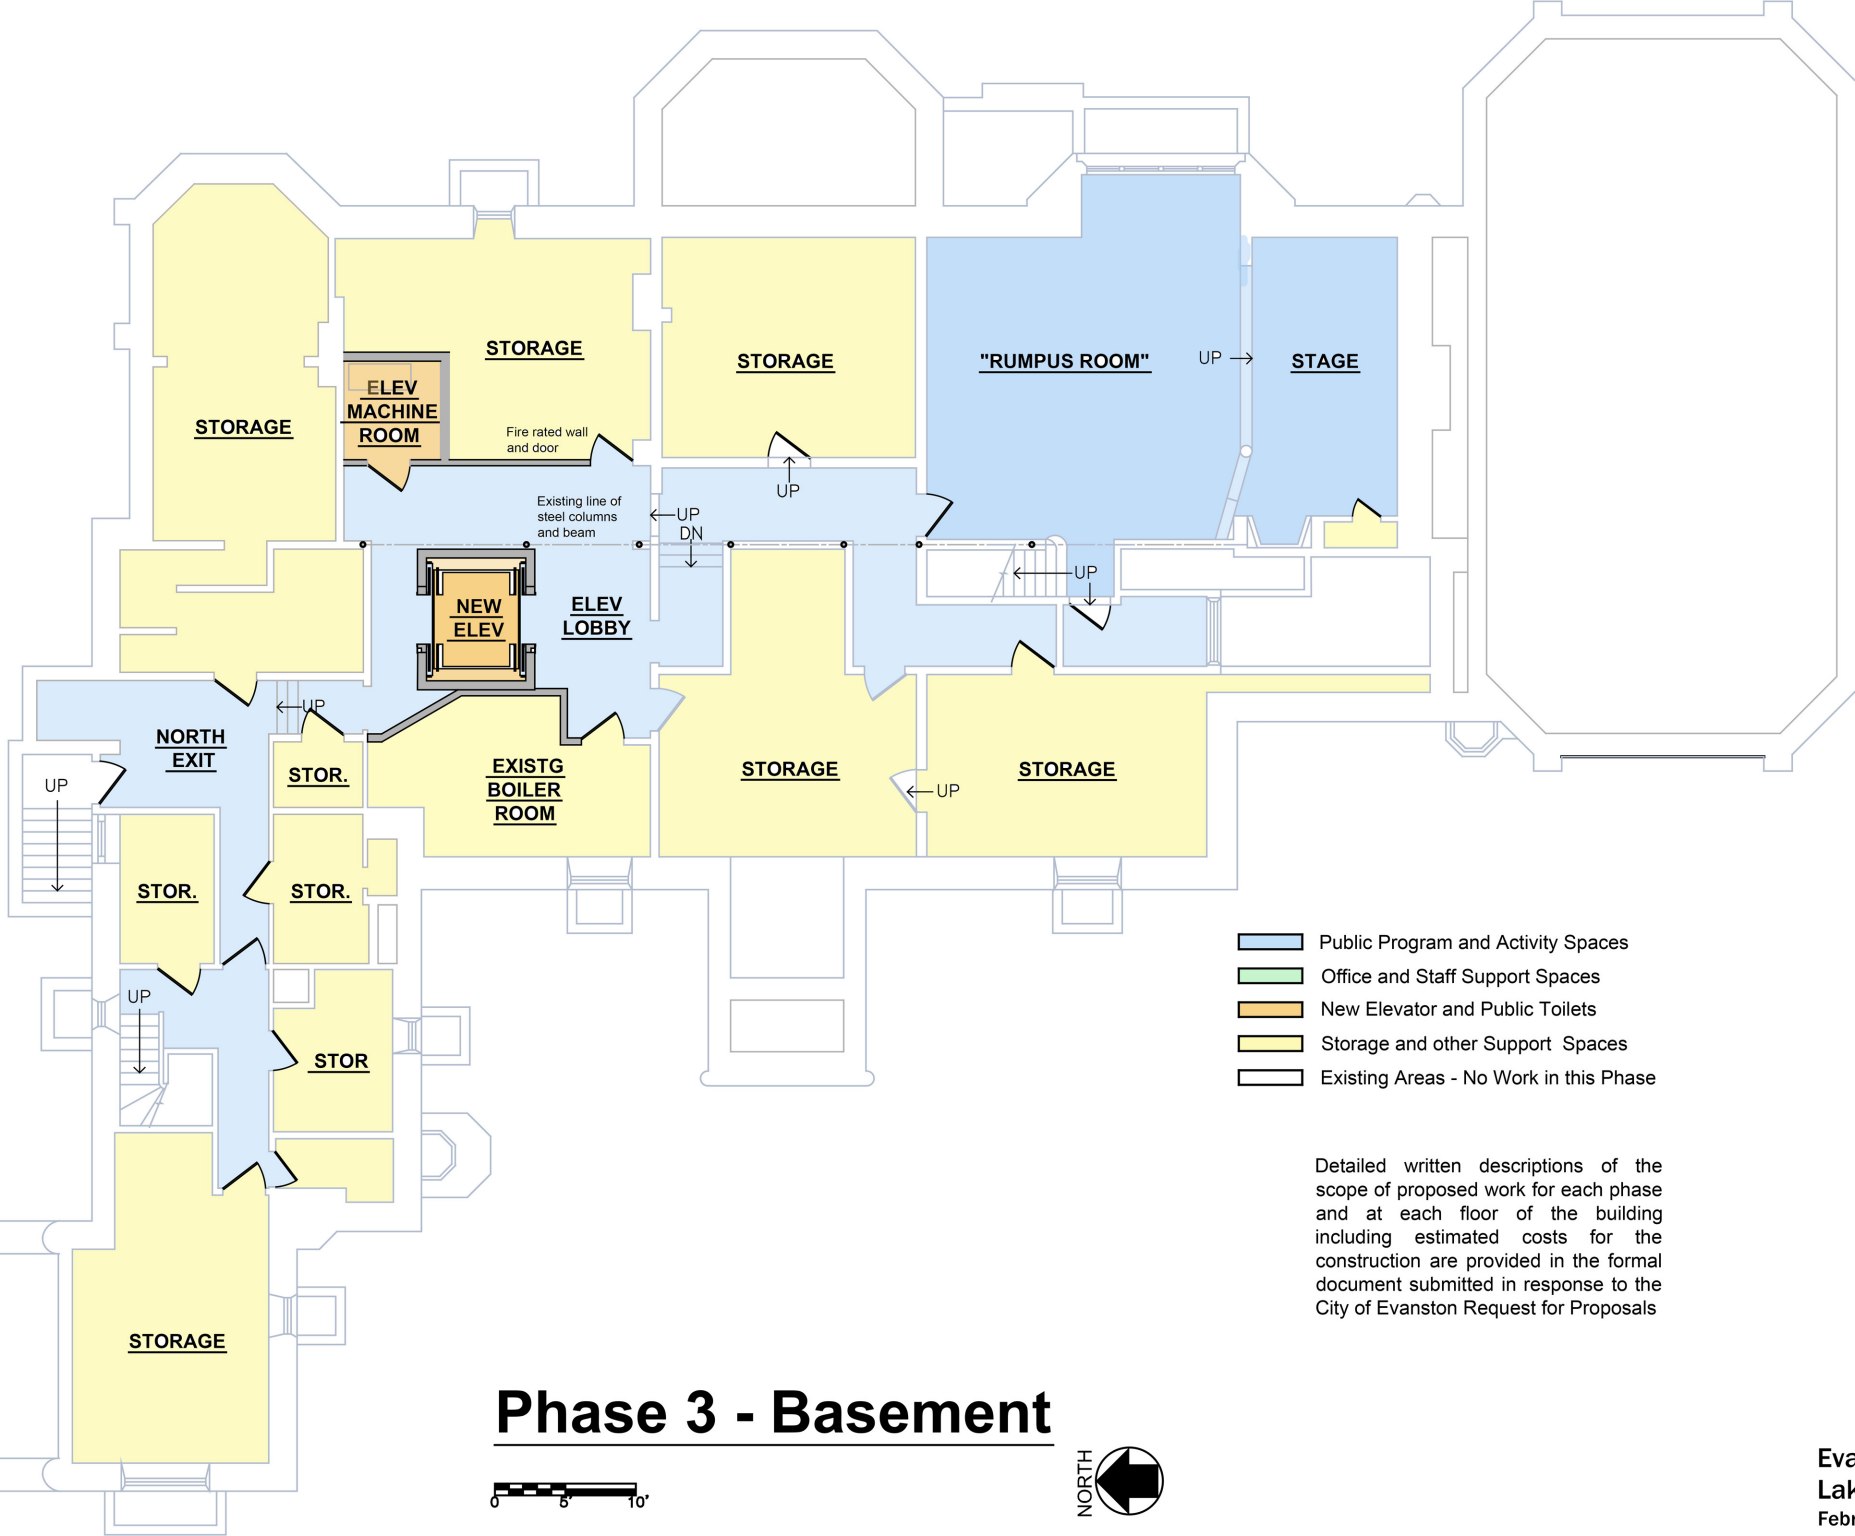 STORAGE
"RUMPUS ROOM"
UP
STAGE
STORAGE
ELEV
MACHINE
ROOM
STORAGE
Fire rated wall
and door
UP
Existing line of
steel columns
and beam
UP
DN
UP
NEW
ELEV
ELEV
LOBBY
STORAGE
UP
NORTH
EXIT
STOR.
EXISTG
BOILER
ROOM
STORAGE
STORAGE
UP
UP
STOR.
STOR.
UP
STOR
STORAGE
Public Program and Activity Spaces
Office and Staff Support Spaces
New Elevator and Public Toilets
Storage and other Support Spaces
Existing Areas - No Work in this Phase
Detailed written descriptions of the
scope of proposed work for each phase
and at each floor of the building
including estimated costs for the
construction are provided in the formal
document submitted in response to the
City of Evanston Request for Proposals
Phase 3 - Basement
0 5' 10'
NORTH
Eva
Lak
Febr